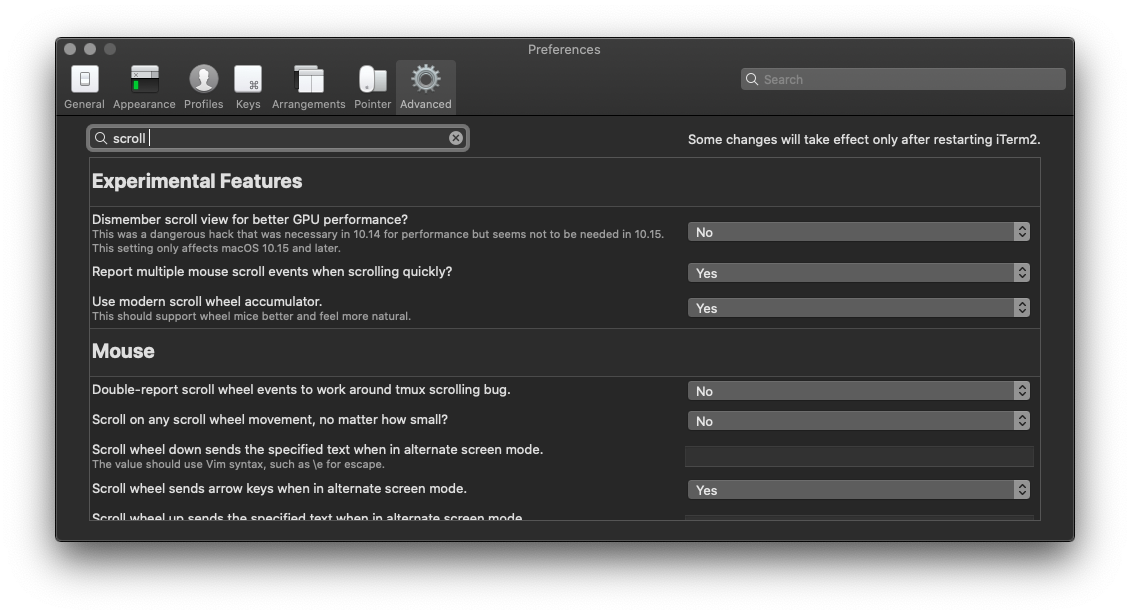 Preferences
General Appearance Profiles Keys Arrangements Pointer Advanced
Search
scroll
Some changes will take effect only after restarting iTerm2.
Experimental Features
Dismember scroll view for better GPU performance?
This was a dangerous hack that was necessary in 10.14 for performance but seems not to be needed in 10.15.
This setting only affects macOS 10.15 and later.
No
Report multiple mouse scroll events when scrolling quickly?
Yes
Use modern scroll wheel accumulator.
This should support wheel mice better and feel more natural.
Yes
Mouse
Double-report scroll wheel events to work around tmux scrolling bug.
No
Scroll on any scroll wheel movement, no matter how small?
No
Scroll wheel down sends the specified text when in alternate screen mode.
The value should use Vim syntax, such as \e for escape.
Scroll wheel sends arrow keys when in alternate screen mode.
Yes
Scroll wheel up sends the specified text when in alternate screen mode